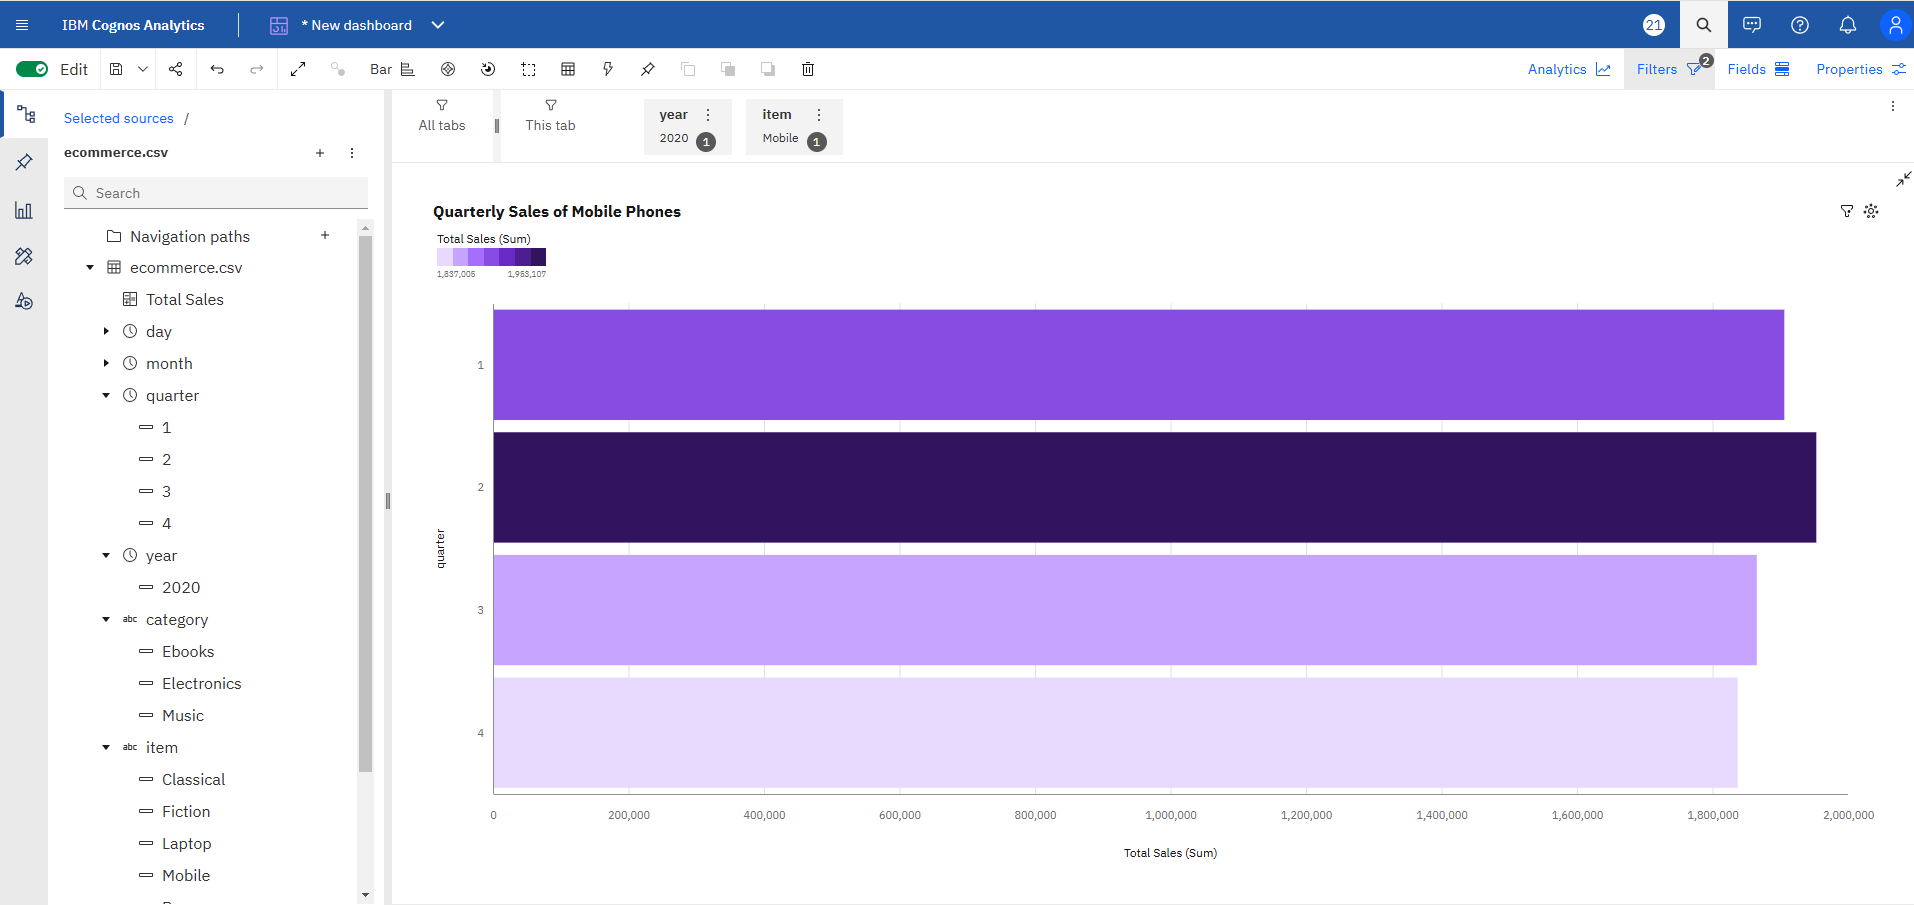 IBM Cognos Analytics
* New dashboard
21
Edit
Bar
Analytics
Filters
2
Fields
Properties
Selected sources /
ecommerce.csv
Search
Navigation paths
ecommerce.csv
Total Sales
day
month
quarter
1
2
3
4
year
2020
abc category
Ebooks
Electronics
Music
abc item
Classical
Fiction
Laptop
Mobile
All tabs
This tab
year
2020 1
item
Mobile 1
Quarterly Sales of Mobile Phones
Total Sales (Sum)
1,837,005 1,953,107
quarter
1
2
3
4
0 200,000 400,000 600,000 800,000 1,000,000 1,200,000 1,400,000 1,600,000 1,800,000 2,000,000
Total Sales (Sum)